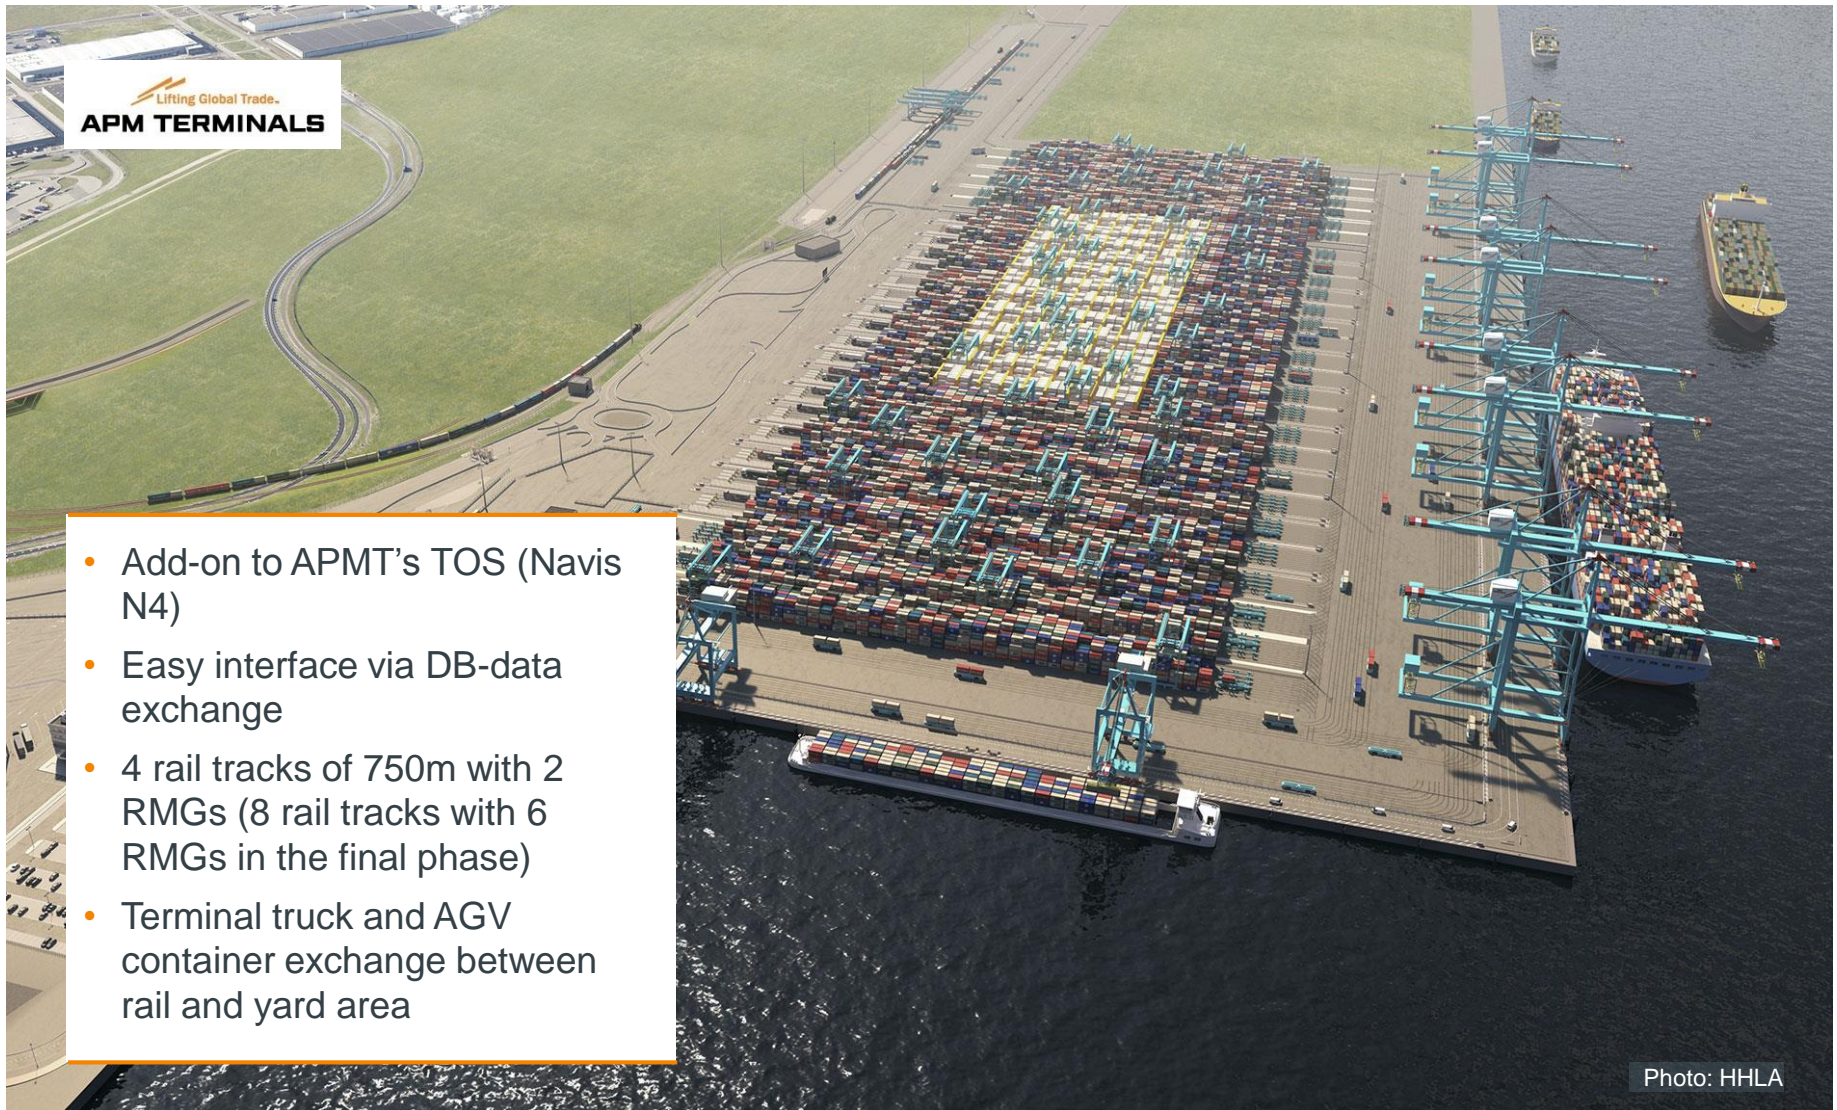 Lifting Global Trade.
APM TERMINALS
• Add-on to APMT’s TOS (Navis
N4)
• Easy interface via DB-data
exchange
• 4 rail tracks of 750m with 2
RMGs (8 rail tracks with 6
RMGs in the final phase)
• Terminal truck and AGV
container exchange between
rail and yard area
Photo: HHLA